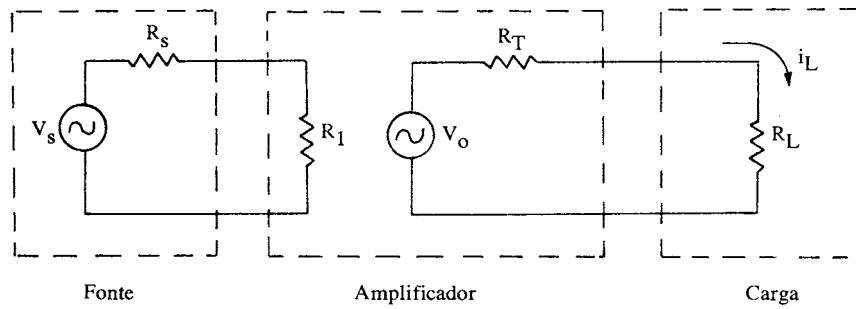 R_s
R_T
i_L
V_s
R_1
V_o
R_L
Fonte
Amplificador
Carga